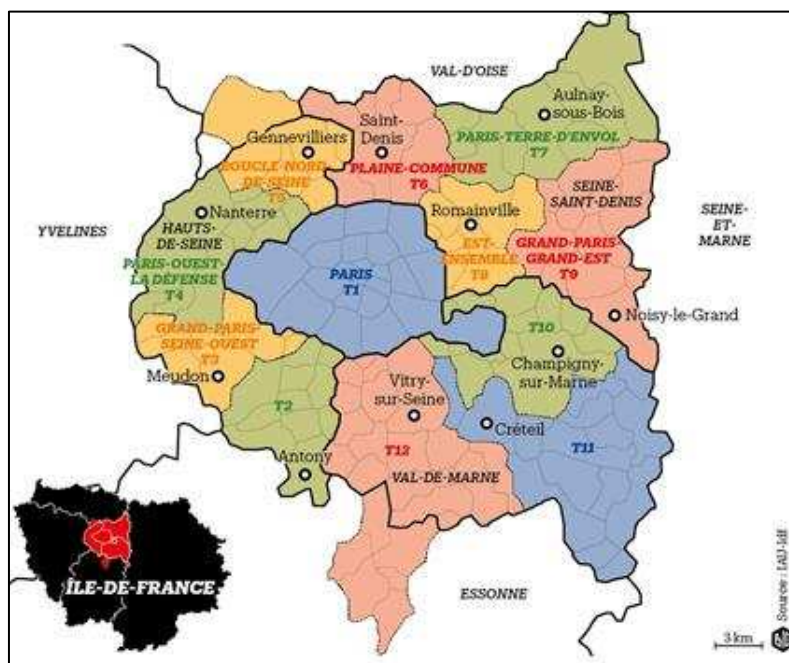 VAL-D'OISE
Aulnay-
sous-Bois
PARIS-TERRE-D'ENVOL
T7
Saint-
Denis
PLAINE-COMMUNE
T6
Gennevilliers
BOUCLE-NORD-
DE-SEINE
T5
SEINE-
SAINT-DENIS
SEINE-
ET-
MARNE
YVELINES
Nanterre
HAUTS-
DE-SEINE
PARIS-OUEST-
LA DÉFENSE
T4
Romainville
EST-
ENSEMBLE
T8
GRAND-PARIS-
GRAND-EST
T9
PARIS
T1
Noisy-le-Grand
GRAND-PARIS-
SEINE-OUEST
T3
Meudon
T10
Champigny-
sur-Marne
T2
Vitry-
sur-Seine
Créteil
T11
Antony
T12
VAL-DE-MARNE
ÎLE-DE-FRANCE
ESSONNE
3 km
Source : IAU-ldf